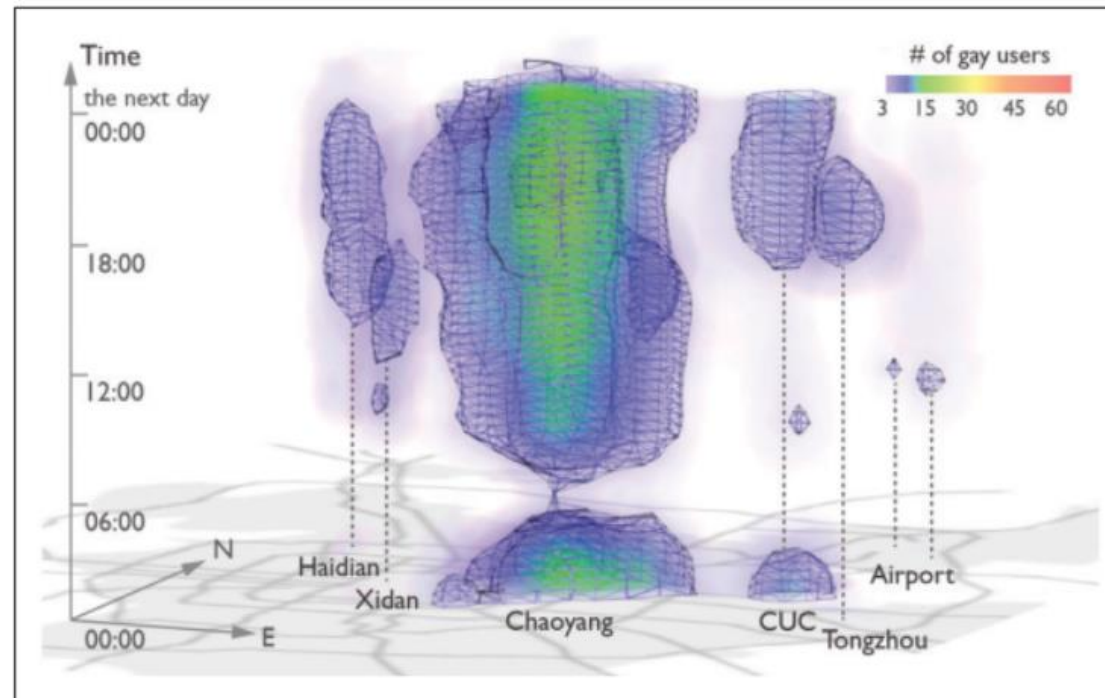 Time
the next day
00:00
18:00
12:00
06:00
00:00
N
E
# of gay users
3 15 30 45 60
Haidian
Xidan
Chaoyang
CUC
Tongzhou
Airport